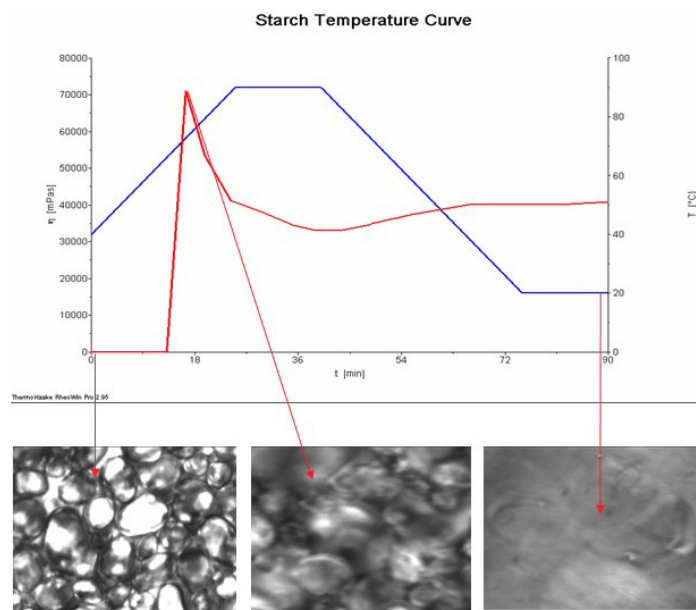 Starch Temperature Curve
80000
70000
60000
50000
40000
30000
20000
10000
0
η [mPas]
100
80
60
40
20
0
T [°C]
0 18 36 54 72 90
t [min]
ThermoHaake RheoWin Pro 2.95